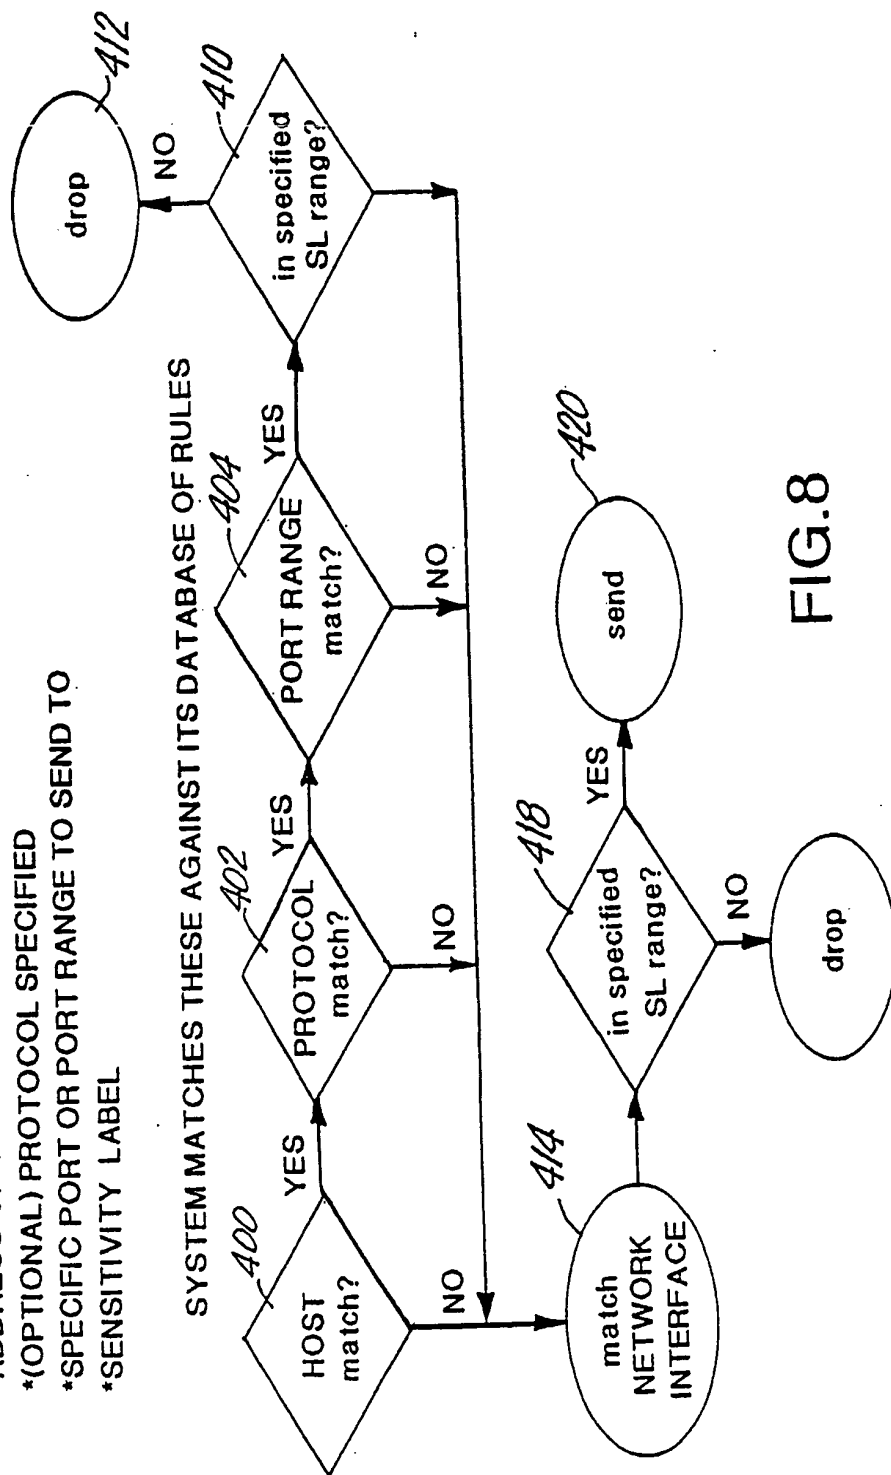 *(OPTIONAL) PROTOCOL SPECIFIED
*SPECIFIC PORT OR PORT RANGE TO SEND TO
*SENSITIVITY LABEL
SYSTEM MATCHES THESE AGAINST ITS DATABASE OF RULES
400
HOST
match?
YES
NO
402
PROTOCOL
match?
YES
NO
404
PORT RANGE
match?
YES
NO
410
in specified
SL range?
NO
412
drop
414
match
NETWORK
INTERFACE
418
in specified
SL range?
YES
NO
420
send
drop
FIG.8